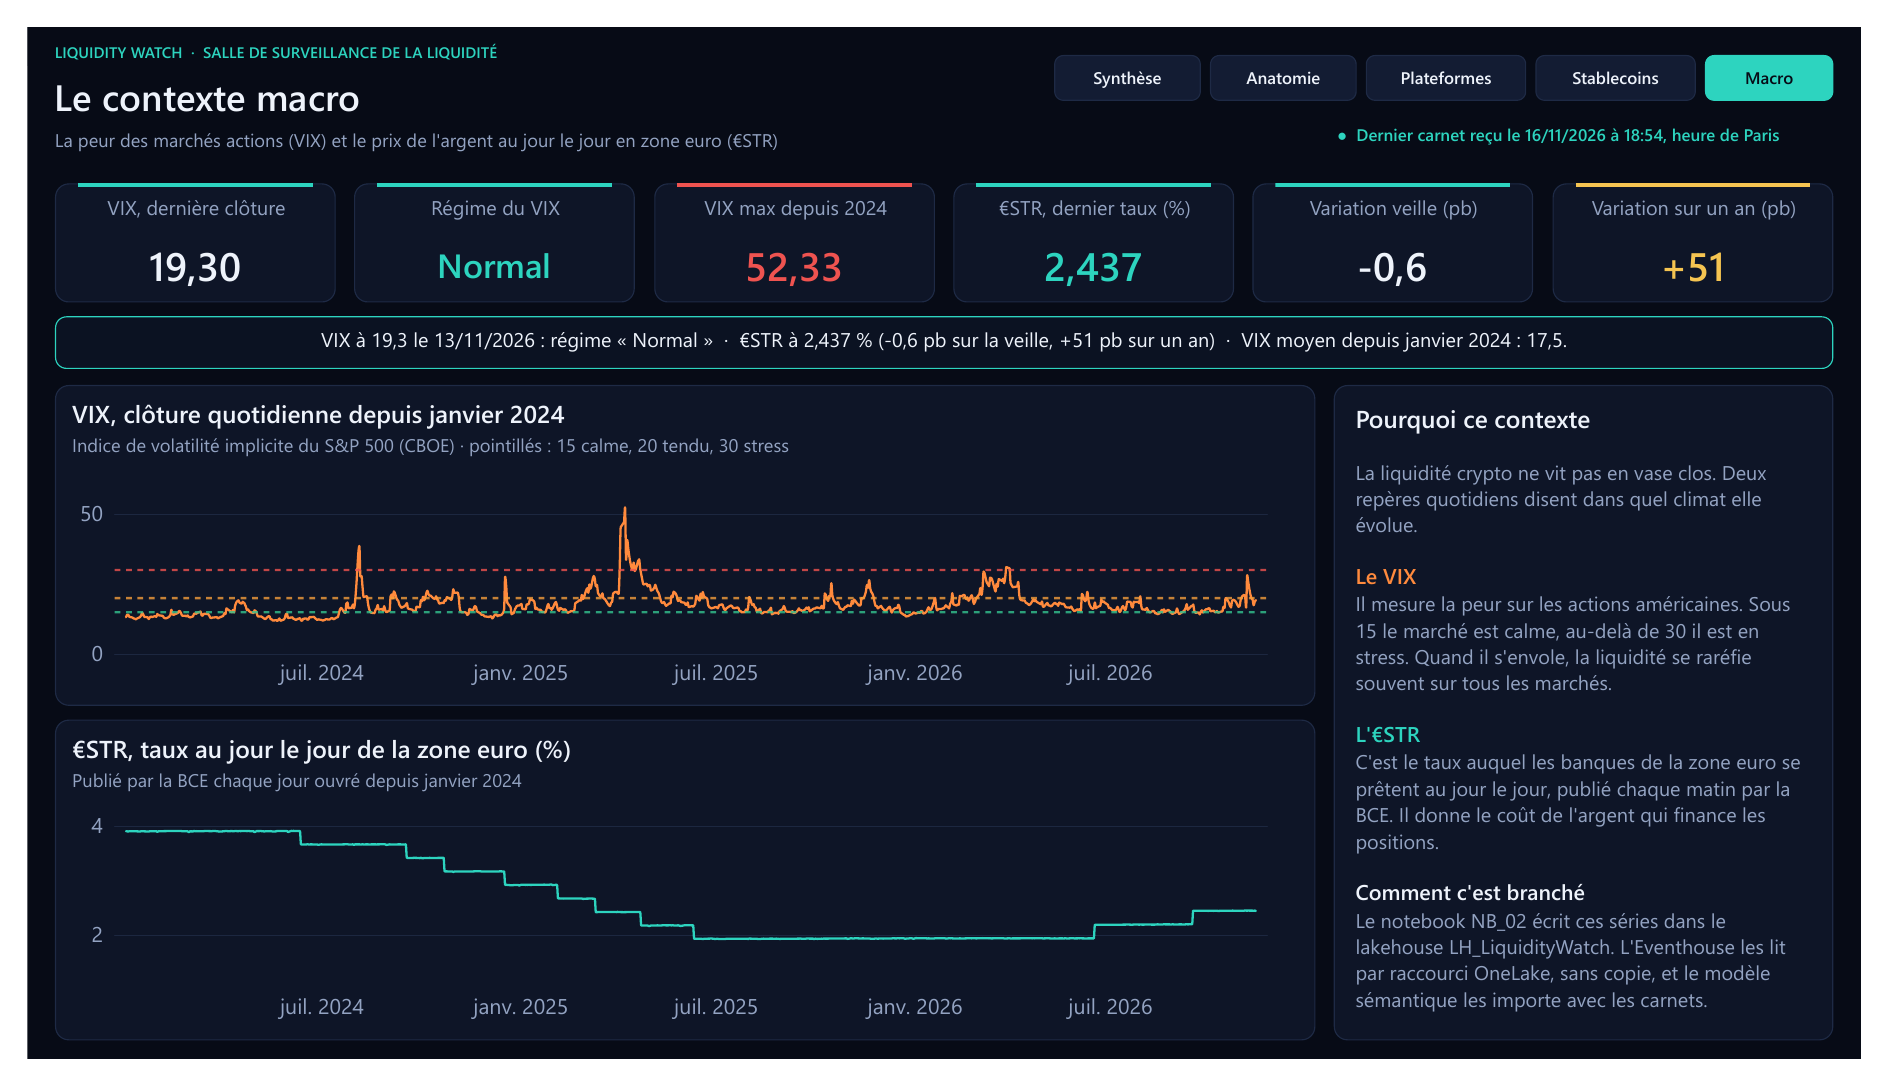 LIQUIDITY WATCH · SALLE DE SURVEILLANCE DE LA LIQUIDITÉ
Le contexte macro
La peur des marchés actions (VIX) et le prix de l'argent au jour le jour en zone euro (€STR)
Synthèse
Anatomie
Plateformes
Stablecoins
Macro
● Dernier carnet reçu le 16/11/2026 à 18:54, heure de Paris
VIX, dernière clôture
19,30
Régime du VIX
Normal
VIX max depuis 2024
52,33
€STR, dernier taux (%)
2,437
Variation veille (pb)
-0,6
Variation sur un an (pb)
+51
VIX à 19,3 le 13/11/2026 : régime « Normal » · €STR à 2,437 % (-0,6 pb sur la veille, +51 pb sur un an) · VIX moyen depuis janvier 2024 : 17,5.
VIX, clôture quotidienne depuis janvier 2024
Indice de volatilité implicite du S&P 500 (CBOE) · pointillés : 15 calme, 20 tendu, 30 stress
50
0
juil. 2024
janv. 2025
juil. 2025
janv. 2026
juil. 2026
€STR, taux au jour le jour de la zone euro (%)
Publié par la BCE chaque jour ouvré depuis janvier 2024
4
2
juil. 2024
janv. 2025
juil. 2025
janv. 2026
juil. 2026
Pourquoi ce contexte
La liquidité crypto ne vit pas en vase clos. Deux
repères quotidiens disent dans quel climat elle
évolue.
Le VIX
Il mesure la peur sur les actions américaines. Sous
15 le marché est calme, au-delà de 30 il est en
stress. Quand il s'envole, la liquidité se raréfie
souvent sur tous les marchés.
L'€STR
C'est le taux auquel les banques de la zone euro se
prêtent au jour le jour, publié chaque matin par la
BCE. Il donne le coût de l'argent qui finance les
positions.
Comment c'est branché
Le notebook NB_02 écrit ces séries dans le
lakehouse LH_LiquidityWatch. L'Eventhouse les lit
par raccourci OneLake, sans copie, et le modèle
sémantique les importe avec les carnets.